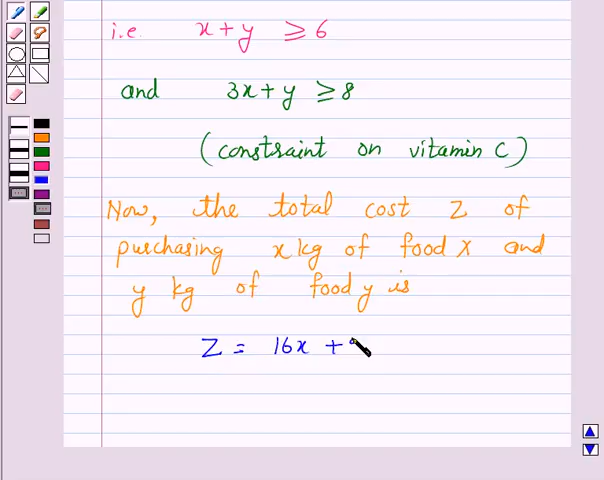 i.e x + y ≥ 6
and 3x + y ≥ 8
(constraint on vitamin C)
Now, the total cost Z of
purchasing x kg of food X and
y kg of food y is
Z = 16x +